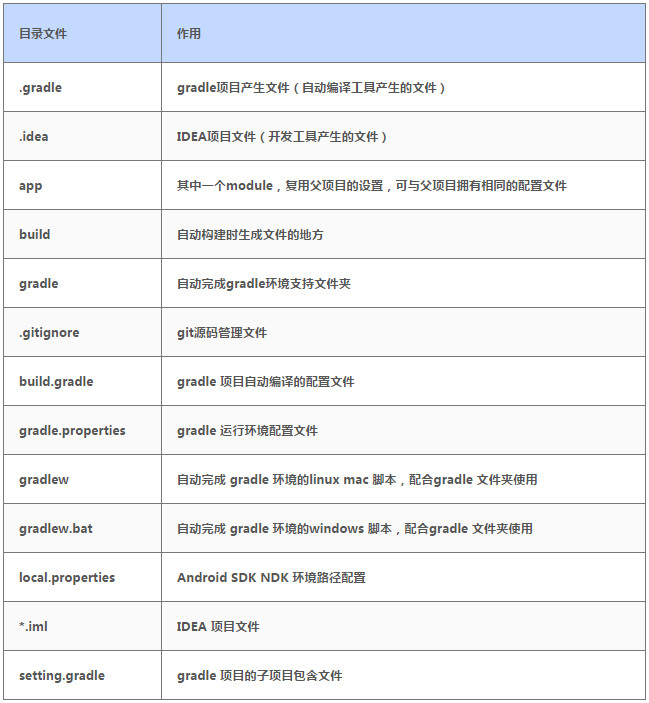 目录文件 作用
.gradle gradle项目产生文件（自动编译工具产生的文件）
.idea IDEA项目文件（开发工具产生的文件）
app 其中一个module，复用父项目的设置，可与父项目拥有相同的配置文件
build 自动构建时生成文件的地方
gradle 自动完成gradle环境支持文件夹
.gitignore git源码管理文件
build.gradle gradle 项目自动编译的配置文件
gradle.properties gradle 运行环境配置文件
gradlew 自动完成 gradle 环境的linux mac 脚本，配合gradle 文件夹使用
gradlew.bat 自动完成 gradle 环境的windows 脚本，配合gradle 文件夹使用
local.properties Android SDK NDK 环境路径配置
*.iml IDEA 项目文件
setting.gradle gradle 项目的子项目包含文件